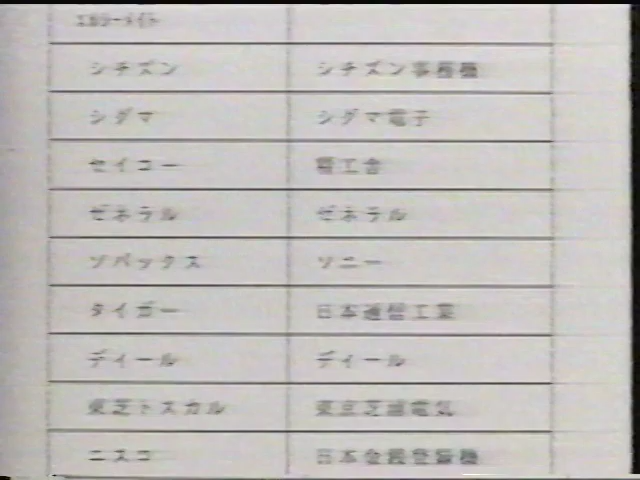 シチズン シチズン事務機
シグマ シグマ電子
セイコー 精工舎
ゼネラル ゼネラル
ソバックス ソニー
タイガー 日本通信工業
ディール ディール
東芝トスカル 東京芝浦電気
ニスコ 日本金銭登録機